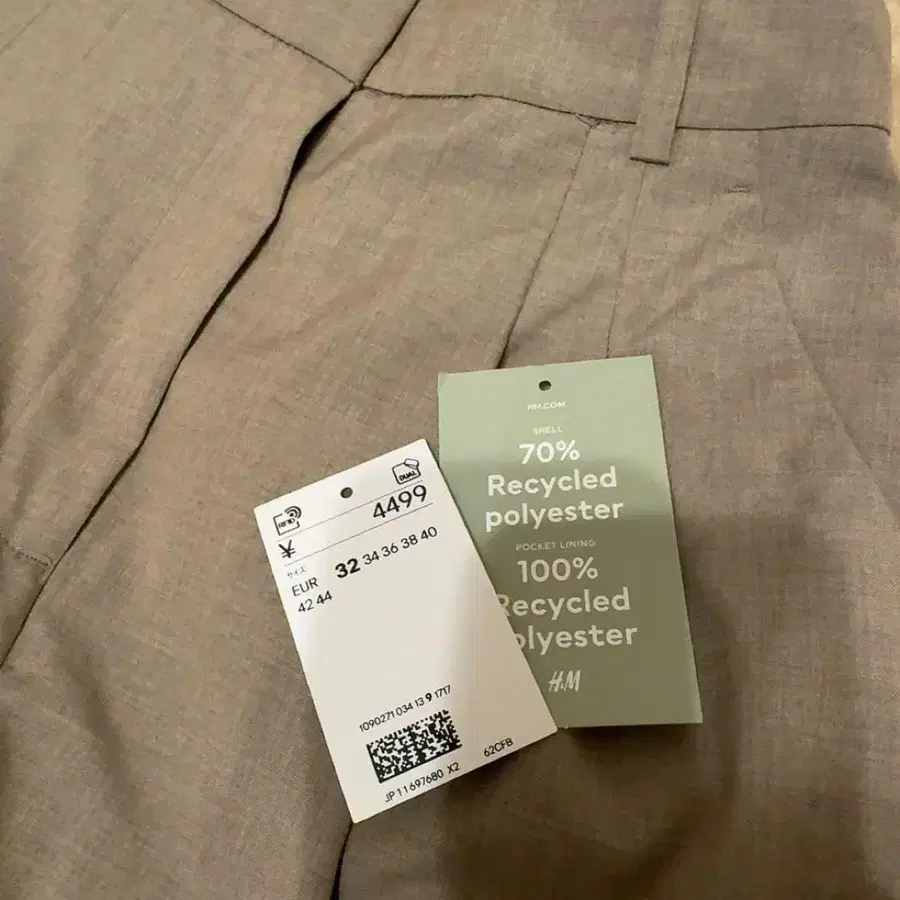 HM.COM
SHELL
70%
Recycled
polyester
POCKET LINING
100%
Recycled
polyester
H&M
RFID
DUAL
¥ 4499
サイズ
EUR 32 34 36 38 40
42 44
1090271 034 13 9 1717
JP 11697680 X2
62CFB